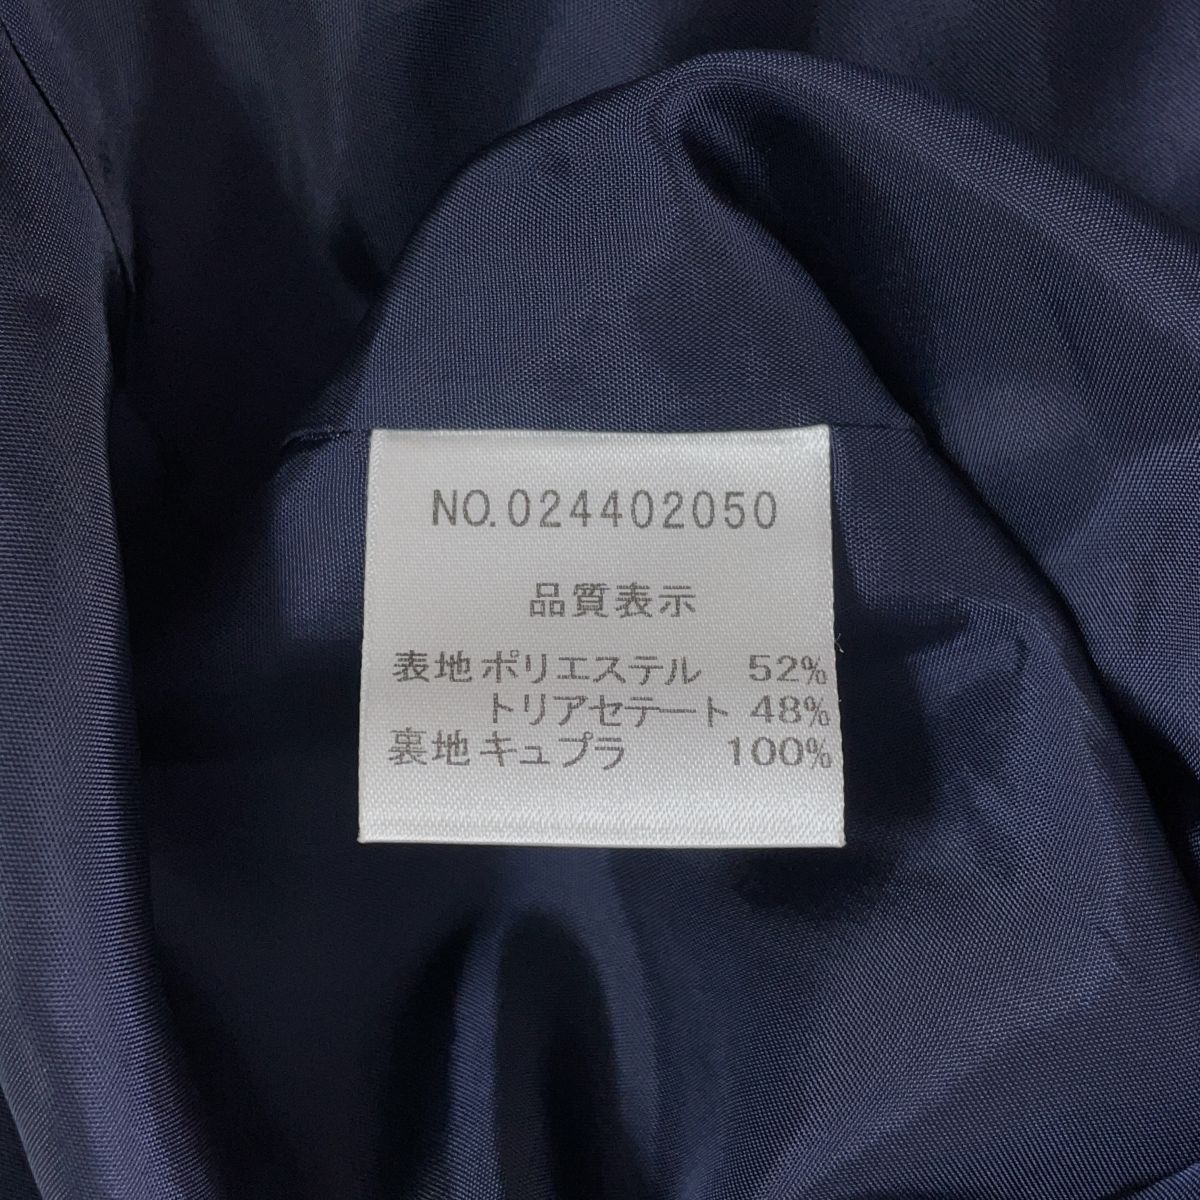 NO.024402050
品質表示
表地 ポリエステル 52%
トリアセテート 48%
裏地 キュプラ 100%